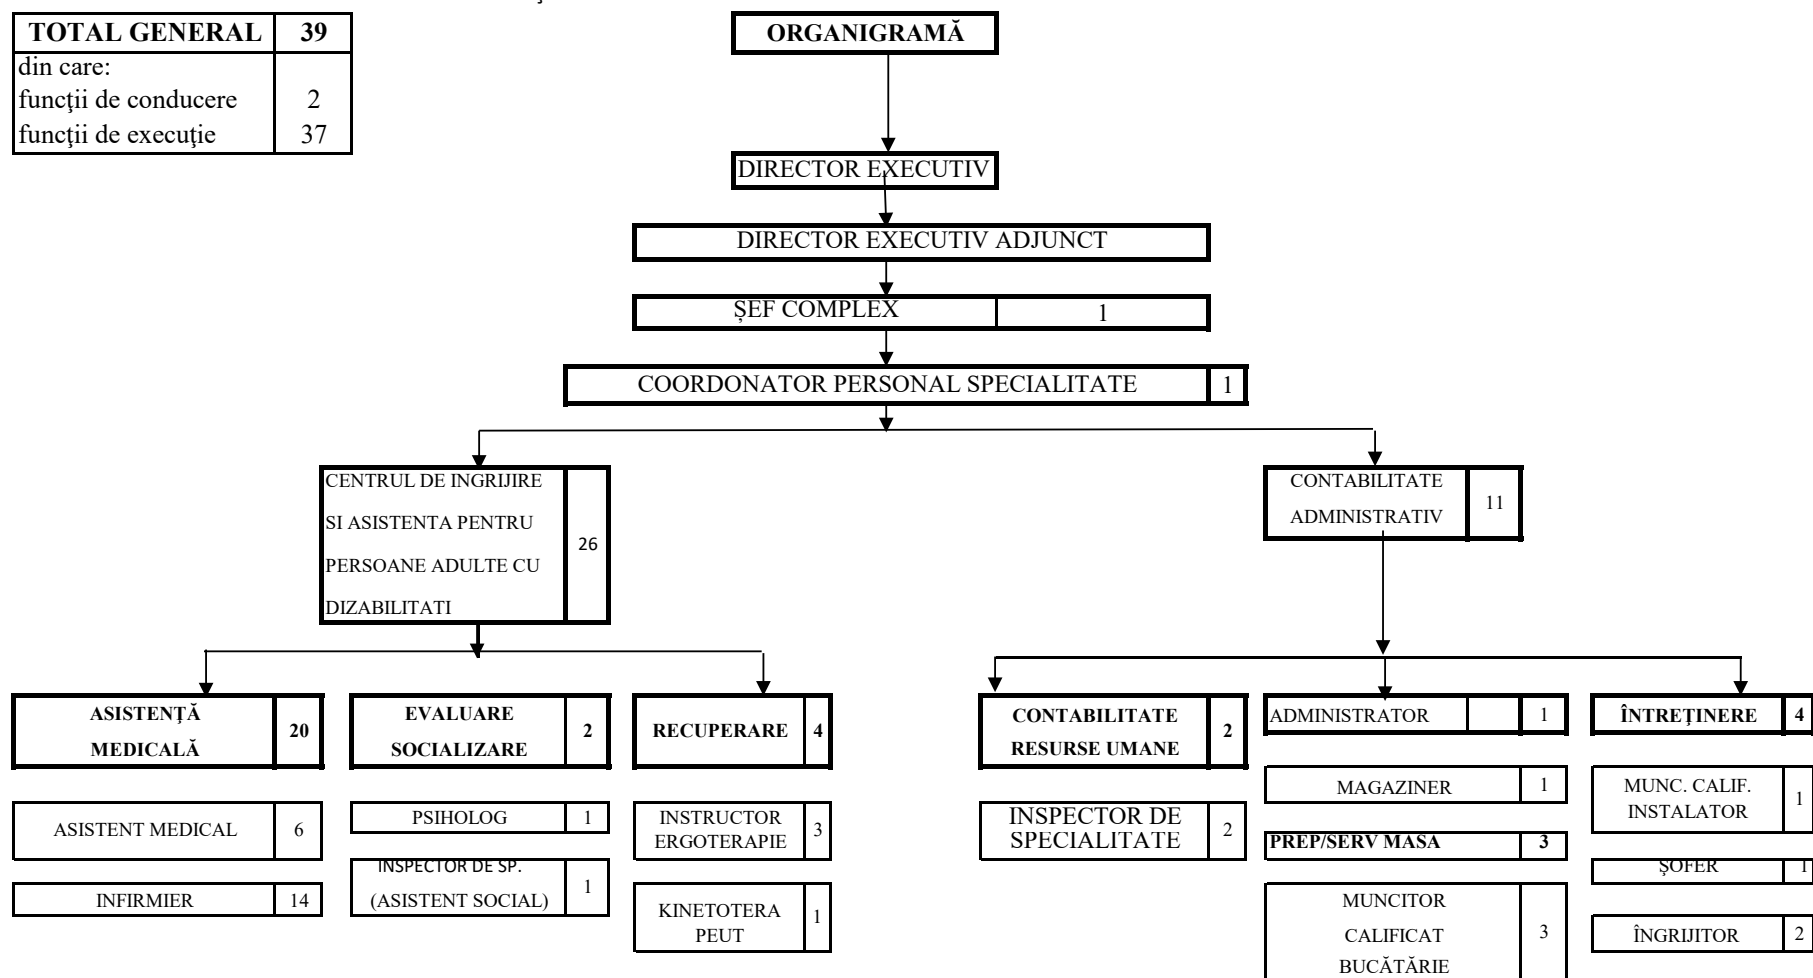 TOTAL GENERAL 39
din care:
funcţii de conducere 2
funcţii de execuţie 37
ORGANIGRAMĂ
DIRECTOR EXECUTIV
DIRECTOR EXECUTIV ADJUNCT
ȘEF COMPLEX 1
COORDONATOR PERSONAL SPECIALITATE 1
CENTRUL DE INGRIJIRE
SI ASISTENTA PENTRU
PERSOANE ADULTE CU
DIZABILITATI
26
CONTABILITATE
ADMINISTRATIV
11
ASISTENŢĂ
MEDICALĂ
20
EVALUARE
SOCIALIZARE
2
RECUPERARE 4
CONTABILITATE
RESURSE UMANE
2
ADMINISTRATOR 1
ÎNTREŢINERE 4
ASISTENT MEDICAL 6
INFIRMIER 14
PSIHOLOG 1
INSPECTOR DE SP.
(ASISTENT SOCIAL)
1
INSTRUCTOR
ERGOTERAPIE
3
KINETOTERA
PEUT
1
INSPECTOR DE
SPECIALITATE
2
MAGAZINER 1
PREP/SERV MASA 3
MUNCITOR
CALIFICAT
BUCĂTĂRIE
3
MUNC. CALIF.
INSTALATOR
1
ŞOFER 1
ÎNGRIJITOR 2